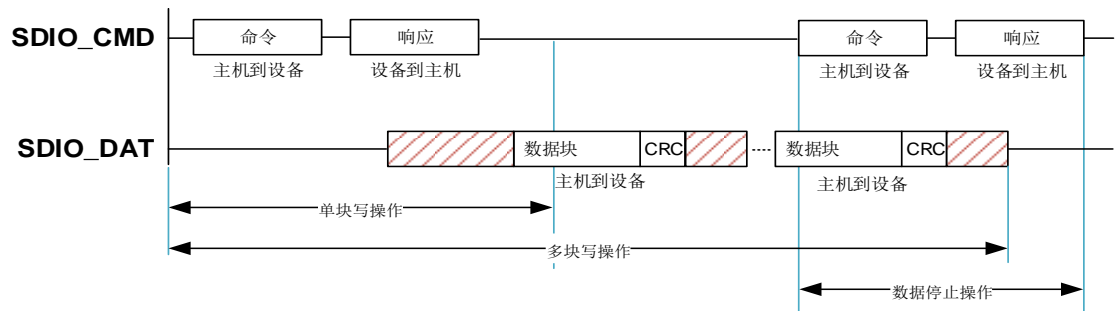 SDIO_CMD
命令
响应
命令
响应
主机到设备
设备到主机
主机到设备
设备到主机
SDIO_DAT
数据块
CRC
数据块
CRC
主机到设备
主机到设备
单块写操作
多块写操作
数据停止操作